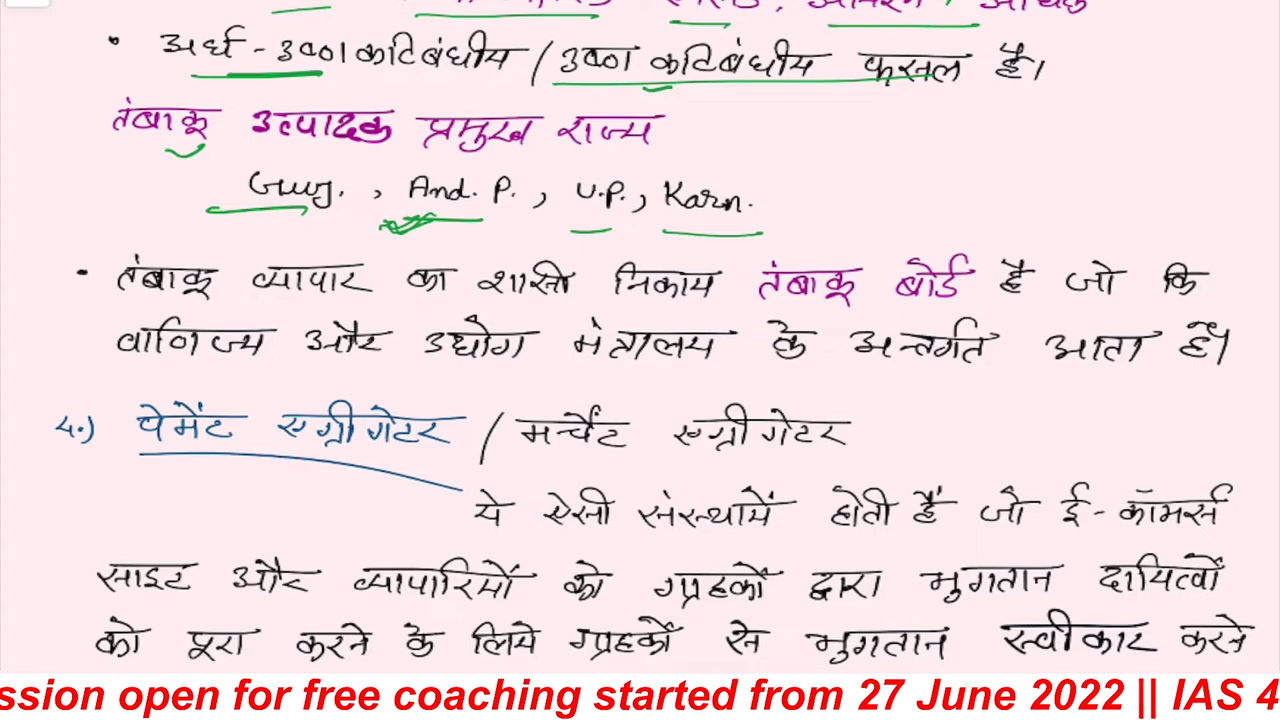 • अर्ध-उष्ण कटिबंधीय / उष्ण कटिबंधीय फसल है।
तंबाकू उत्पादक प्रमुख राज्य
Guj., And. P., U.P., Karn.
• तंबाकू व्यापार का शासी निकाय तंबाकू बोर्ड है जो कि
वाणिज्य और उद्योग मंत्रालय के अन्तर्गत आता है।
4.) पेमेंट एग्रीगेटर / मर्चेंट एग्रीगेटर
ये ऐसी संस्थायें होती हैं जो ई-कॉमर्स
साइट और व्यापारियों को ग्रहकों द्वारा भुगतान दायित्वों
को पूरा करने के लिये ग्रहकों से भुगतान स्वीकार करने
ssion open for free coaching started from 27 June 2022 || IAS 4